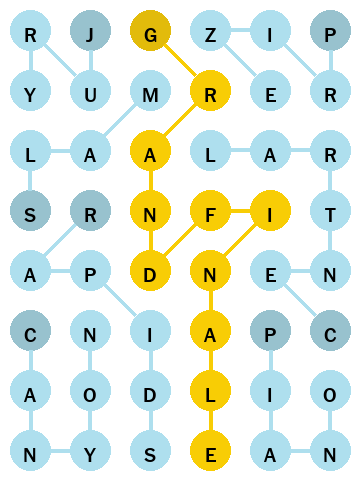 R J G Z I P
Y U M R E R
L A A L A R
S R N F I T
A P D N E N
C N I A P C
A O D L I O
N Y S E A N